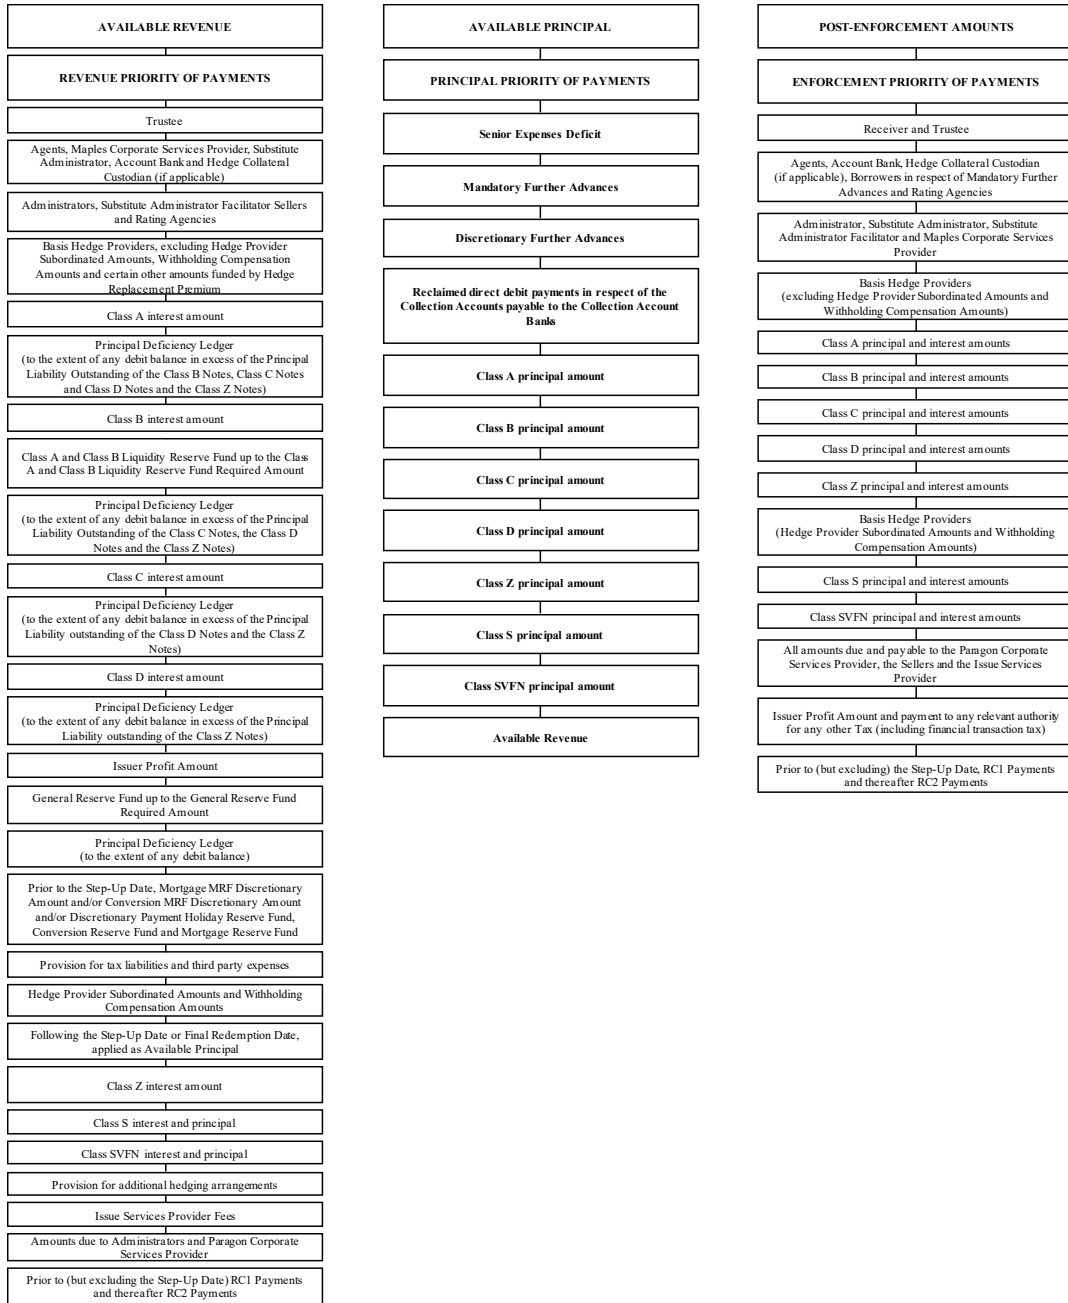 AVAILABLE REVENUE
REVENUE PRIORITY OF PAYMENTS
Trustee
Agents, Maples Corporate Services Provider, Substitute
Administrator, Account Bank and Hedge Collateral
Custodian (if applicable)
Administrators, Substitute Administrator Facilitator Sellers
and Rating Agencies
Basis Hedge Providers, excluding Hedge Provider
Subordinated Amounts, Withholding Compensation
Amounts and certain other amounts funded by Hedge
Replacement Premium
Class A interest amount
Principal Deficiency Ledger
(to the extent of any debit balance in excess of the Principal
Liability Outstanding of the Class B Notes, Class C Notes
and Class D Notes and the Class Z Notes)
Class B interest amount
Class A and Class B Liquidity Reserve Fund up to the Class
A and Class B Liquidity Reserve Fund Required Amount
Principal Deficiency Ledger
(to the extent of any debit balance in excess of the Principal
Liability Outstanding of the Class C Notes, the Class D
Notes and the Class Z Notes)
Class C interest amount
Principal Deficiency Ledger
(to the extent of any debit balance in excess of the Principal
Liability outstanding of the Class D Notes and the Class Z
Notes)
Class D interest amount
Principal Deficiency Ledger
(to the extent of any debit balance in excess of the Principal
Liability outstanding of the Class Z Notes)
Issuer Profit Amount
General Reserve Fund up to the General Reserve Fund
Required Amount
Principal Deficiency Ledger
(to the extent of any debit balance)
Prior to the Step-Up Date, Mortgage MRF Discretionary
Amount and/or Conversion MRF Discretionary Amount
and/or Discretionary Payment Holiday Reserve Fund,
Conversion Reserve Fund and Mortgage Reserve Fund
Provision for tax liabilities and third party expenses
Hedge Provider Subordinated Amounts and Withholding
Compensation Amounts
Following the Step-Up Date or Final Redemption Date,
applied as Available Principal
Class Z interest amount
Class S interest and principal
Class SVFN interest and principal
Provision for additional hedging arrangements
Issue Services Provider Fees
Amounts due to Administrators and Paragon Corporate
Services Provider
Prior to (but excluding the Step-Up Date) RC1 Payments
and thereafter RC2 Payments
AVAILABLE PRINCIPAL
PRINCIPAL PRIORITY OF PAYMENTS
Senior Expenses Deficit
Mandatory Further Advances
Discretionary Further Advances
Reclaimed direct debit payments in respect of the
Collection Accounts payable to the Collection Account
Banks
Class A principal amount
Class B principal amount
Class C principal amount
Class D principal amount
Class Z principal amount
Class S principal amount
Class SVFN principal amount
Available Revenue
POST-ENFORCEMENT AMOUNTS
ENFORCEMENT PRIORITY OF PAYMENTS
Receiver and Trustee
Agents, Account Bank, Hedge Collateral Custodian
(if applicable), Borrowers in respect of Mandatory Further
Advances and Rating Agencies
Administrator, Substitute Administrator, Substitute
Administrator Facilitator and Maples Corporate Services
Provider
Basis Hedge Providers
(excluding Hedge Provider Subordinated Amounts and
Withholding Compensation Amounts)
Class A principal and interest amounts
Class B principal and interest amounts
Class C principal and interest amounts
Class D principal and interest amounts
Class Z principal and interest amounts
Basis Hedge Providers
(Hedge Provider Subordinated Amounts and Withholding
Compensation Amounts)
Class S principal and interest amounts
Class SVFN principal and interest amounts
All amounts due and payable to the Paragon Corporate
Services Provider, the Sellers and the Issue Services
Provider
Issuer Profit Amount and payment to any relevant authority
for any other Tax (including financial transaction tax)
Prior to (but excluding) the Step-Up Date, RC1 Payments
and thereafter RC2 Payments